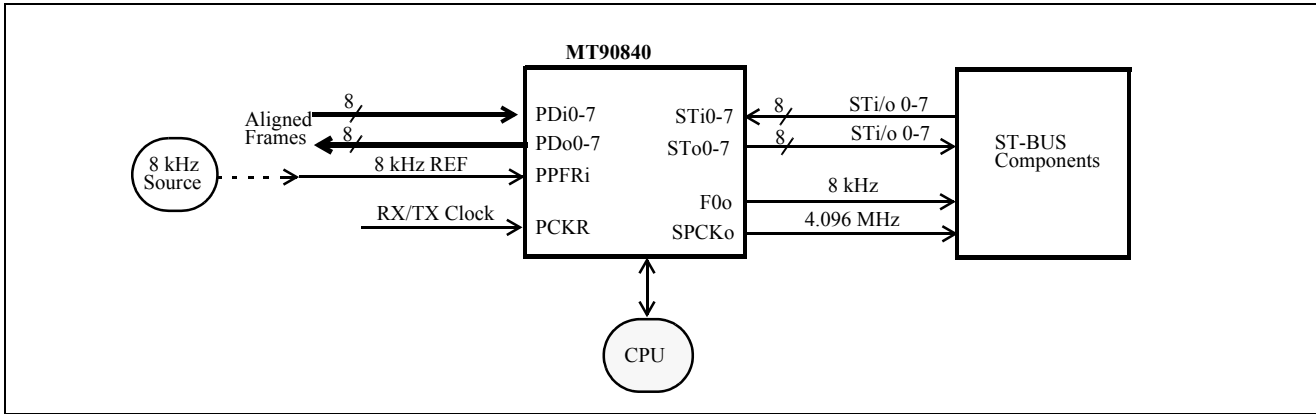 MT90840
Aligned
Frames
8
8
8 kHz
Source
8 kHz REF
RX/TX Clock
PDi0-7
PDo0-7
PPFRi
PCKR
STi0-7
STo0-7
F0o
SPCKo
8
STi/o 0-7
8
STi/o 0-7
8 kHz
4.096 MHz
ST-BUS
Components
CPU